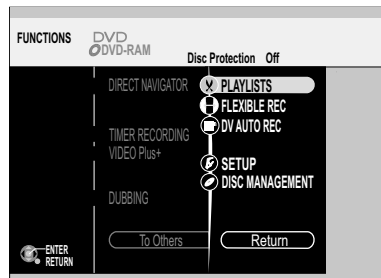 FUNCTIONS
DVD
DVD-RAM
Disc Protection Off
DIRECT NAVIGATOR
PLAYLISTS
FLEXIBLE REC
TIMER RECORDING
DV AUTO REC
VIDEO Plus+
SETUP
DISC MANAGEMENT
DUBBING
To Others
Return
ENTER
RETURN